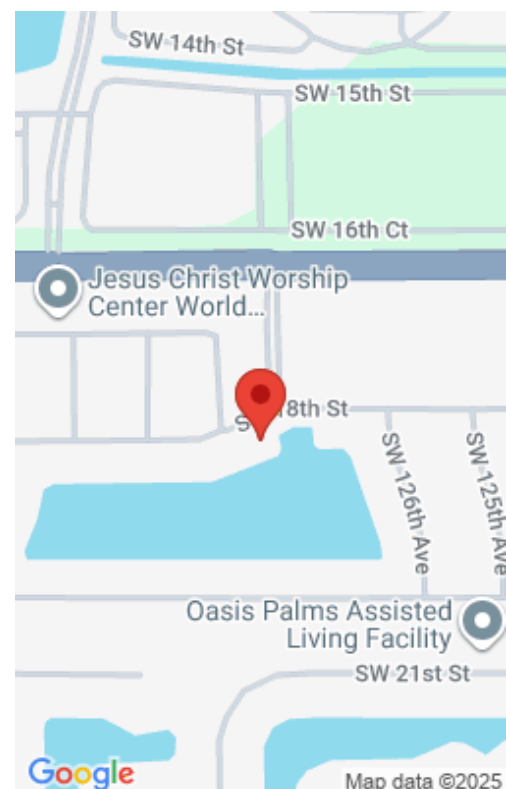 SW 14th St
SW 15th St
SW 16th Ct
Jesus Christ Worship
Center World...
18th St
SW 126th Ave
SW 125th Ave
Oasis Palms Assisted
Living Facility
SW 21st St
Google
Map data ©2025